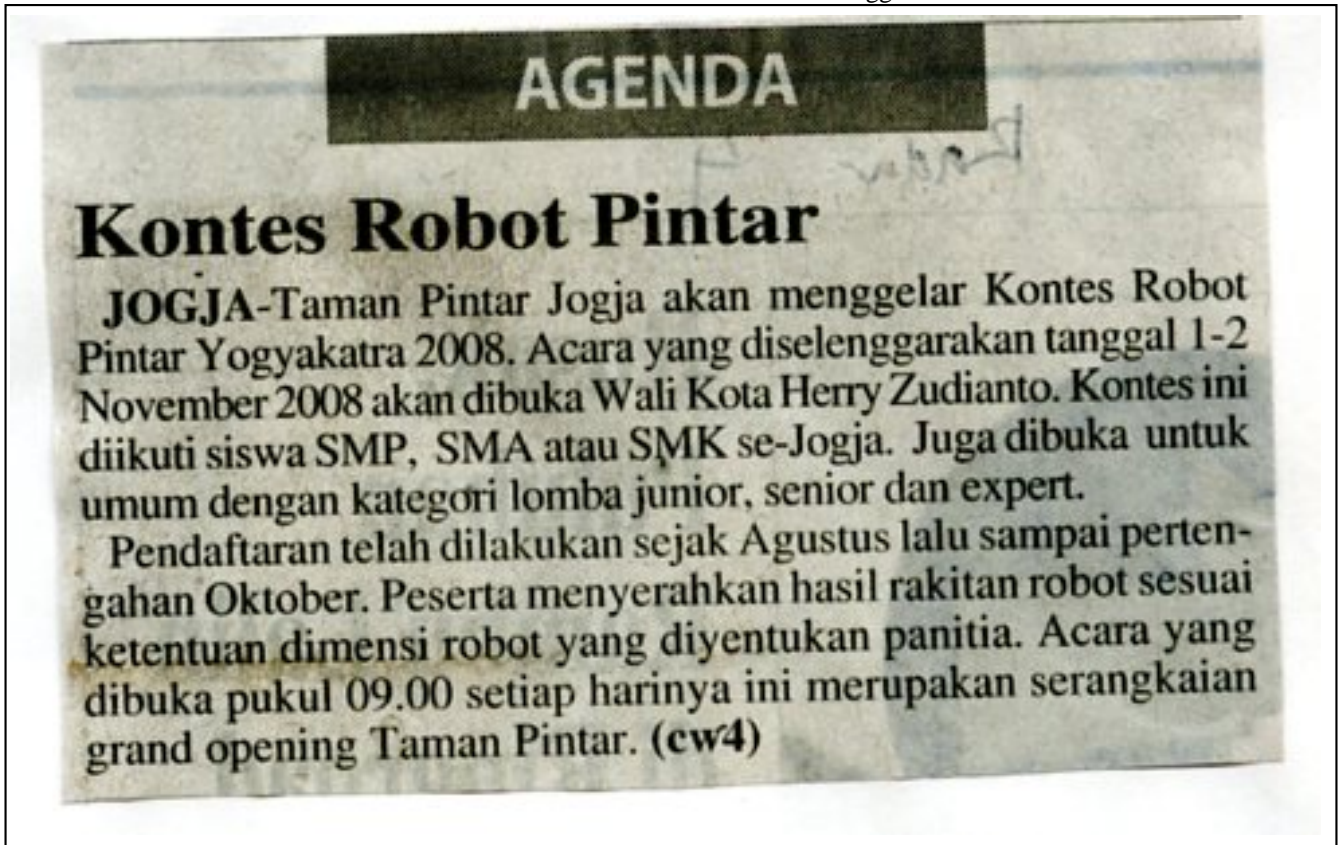 AGENDA
Kontes Robot Pintar
JOGJA-Taman Pintar Jogja akan menggelar Kontes Robot
Pintar Yogyakatra 2008. Acara yang diselenggarakan tanggal 1-2
November 2008 akan dibuka Wali Kota Herry Zudianto. Kontes ini
diikuti siswa SMP, SMA atau SMK se-Jogja. Juga dibuka untuk
umum dengan kategori lomba junior, senior dan expert.
Pendaftaran telah dilakukan sejak Agustus lalu sampai perten-
gahan Oktober. Peserta menyerahkan hasil rakitan robot sesuai
ketentuan dimensi robot yang diyentukan panitia. Acara yang
dibuka pukul 09.00 setiap harinya ini merupakan serangkaian
grand opening Taman Pintar. (cw4)